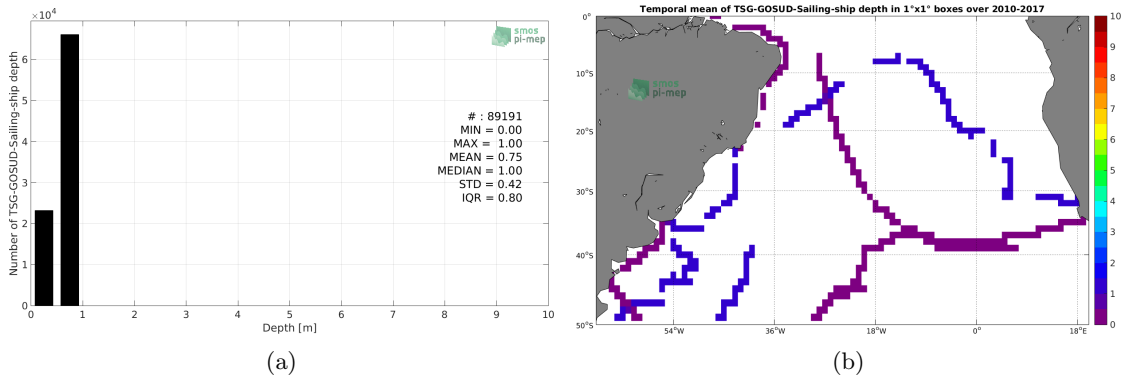 ×10⁴
7
6
5
4
3
2
1
0
Number of TSG-GOSUD-Sailing-ship depth
smos
pi-mep
# : 89191
MIN = 0.00
MAX = 1.00
MEAN = 0.75
MEDIAN = 1.00
STD = 0.42
IQR = 0.80
0 1 2 3 4 5 6 7 8 9 10
Depth [m]
(a)
Temporal mean of TSG-GOSUD-Sailing-ship depth in 1°x1° boxes over 2010-2017
0°
10°S
20°S
30°S
40°S
50°S
smos
pi-mep
54°W 36°W 18°W 0° 18°E
10
9
8
7
6
5
4
3
2
1
0
(b)